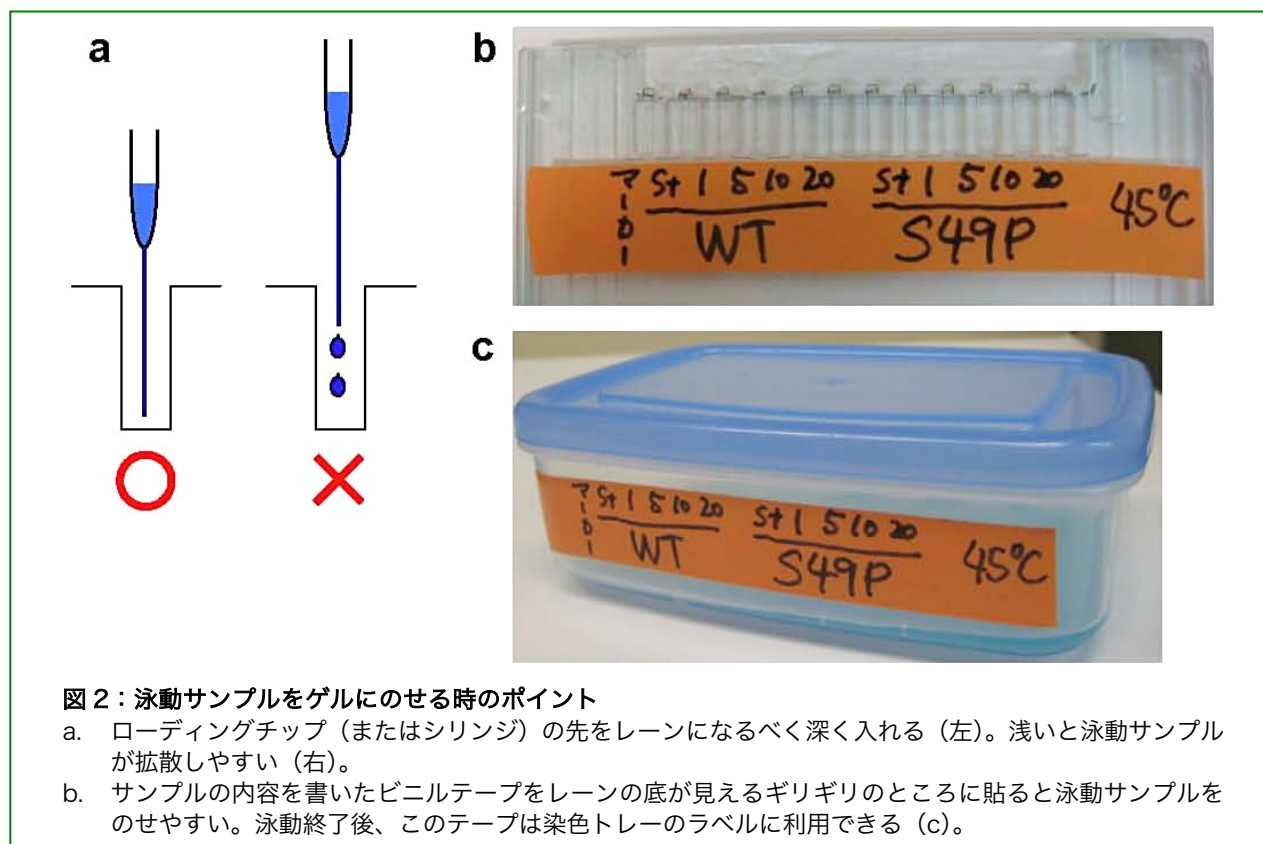 a
b
マーカー St 1 5 10 20 St 1 5 10 20 45℃
WT S49P
c
マーカー St 1 5 10 20 St 1 5 10 20 45℃
WT S49P
図2:泳動サンプルをゲルにのせる時のポイント
a. ローディングチップ(またはシリンジ)の先をレーンになるべく深く入れる(左)。浅いと泳動サンプル
が拡散しやすい(右)。
b. サンプルの内容を書いたビニルテープをレーンの底が見えるギリギリのところに貼ると泳動サンプルを
のせやすい。泳動終了後、このテープは染色トレーのラベルに利用できる(c)。